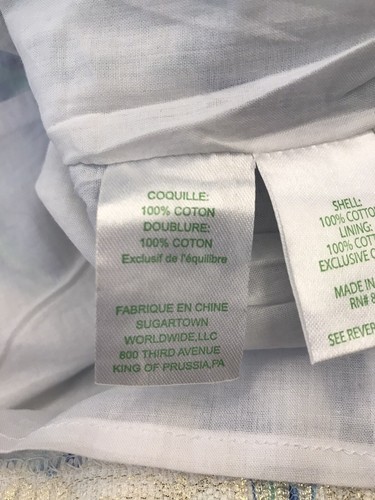 COQUILLE:
100% COTON
DOUBLURE:
100% COTON
Exclusif de l'équilibre
FABRIQUE EN CHINE
SUGARTOWN
WORLDWIDE,LLC
800 THIRD AVENUE
KING OF PRUSSIA,PA
SHELL:
100% COTTO
LINING:
100% COTT
EXCLUSIVE O
MADE IN
RN# 8
SEE REVER